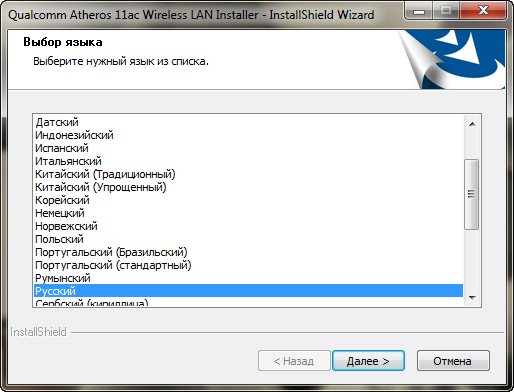 Qualcomm Atheros 11ac Wireless LAN Installer - InstallShield Wizard
Выбор языка
Выберите нужный язык из списка.
Датский
Индонезийский
Испанский
Итальянский
Китайский (Традиционный)
Китайский (Упрощенный)
Корейский
Немецкий
Норвежский
Польский
Португальский (Бразильский)
Португальский (стандартный)
Румынский
Русский
Сербский (кириллица)
InstallShield
< Назад
Далее >
Отмена